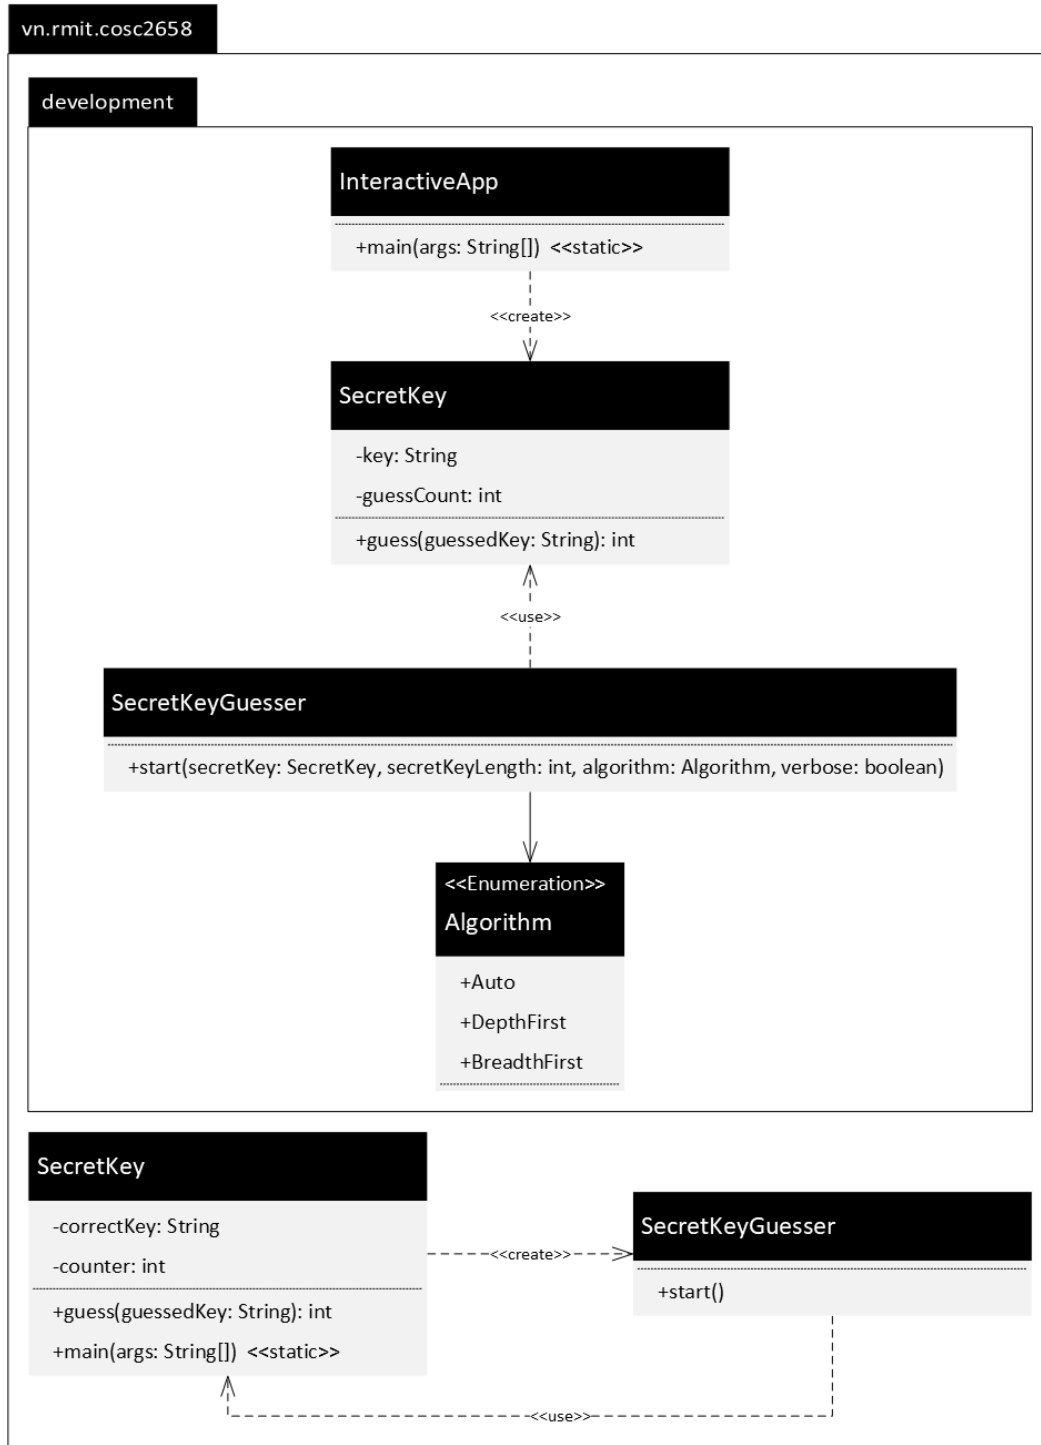 vn.rmit.cosc2658
development
InteractiveApp
+main(args: String[]) <<static>>
<<create>>
SecretKey
-key: String
-guessCount: int
+guess(guessedKey: String): int
<<use>>
SecretKeyGuesser
+start(secretKey: SecretKey, secretKeyLength: int, algorithm: Algorithm, verbose: boolean)
<<Enumeration>>
Algorithm
+Auto
+DepthFirst
+BreadthFirst
SecretKey
-correctKey: String
-counter: int
+guess(guessedKey: String): int
+main(args: String[]) <<static>>
<<create>>
SecretKeyGuesser
+start()
<<use>>